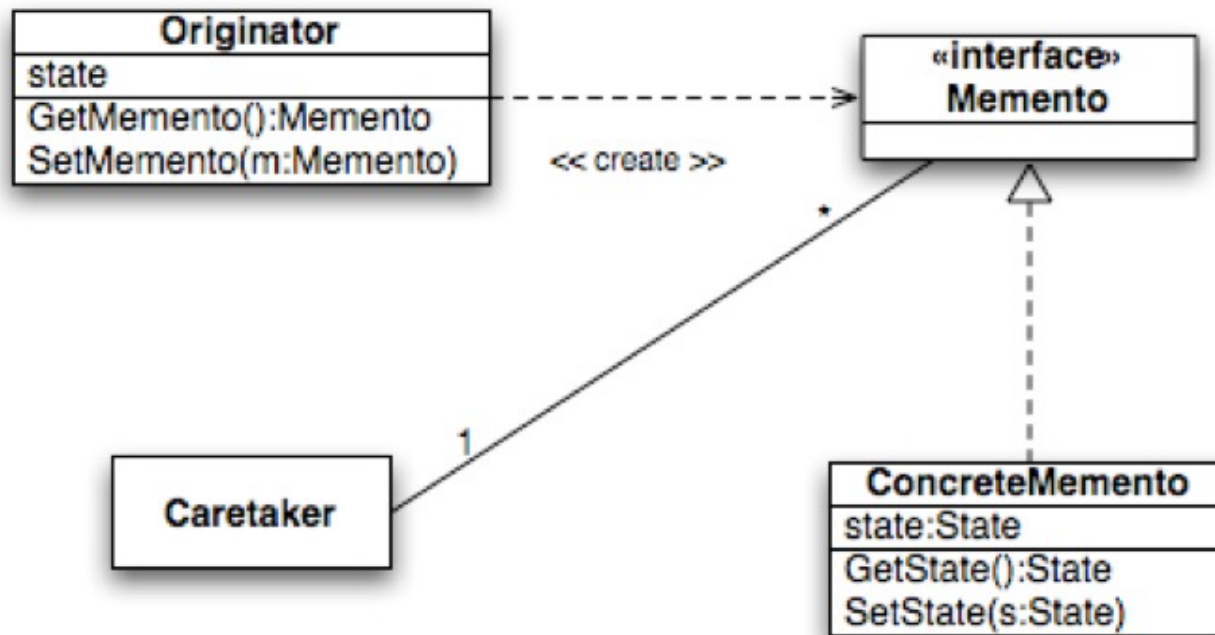 Originator
state
GetMemento():Memento
SetMemento(m:Memento)
«interface»
Memento
<< create >>
*
1
Caretaker
ConcreteMemento
state:State
GetState():State
SetState(s:State)